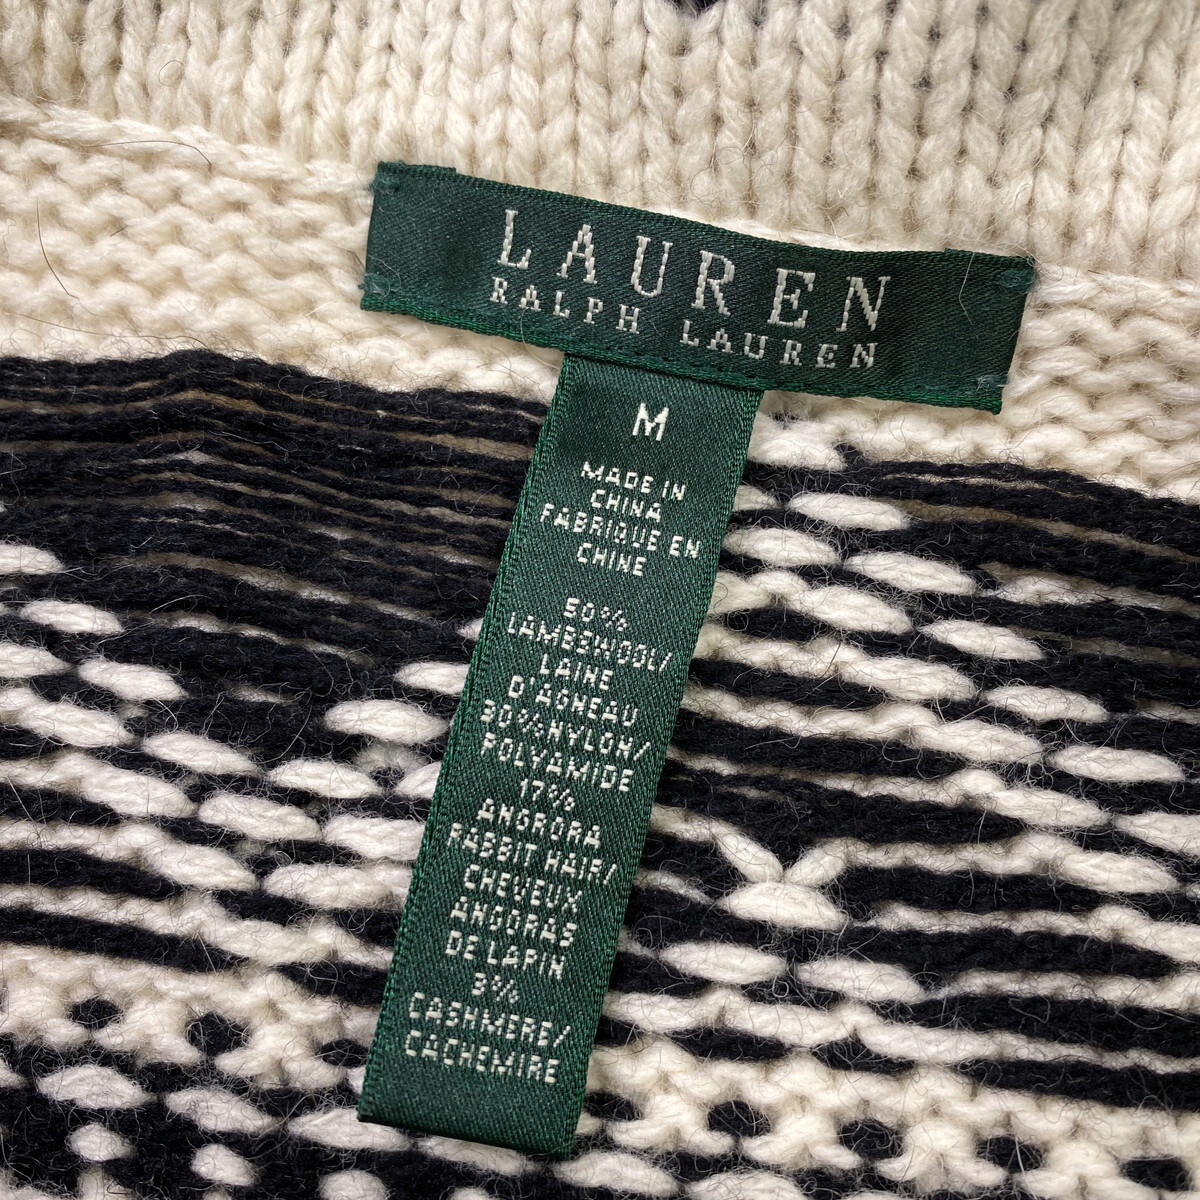 LAUREN
RALPH LAUREN
M
MADE IN
CHINA
FABRIQUE EN
CHINE
50%
LAMBSWOOL/
LAINE
D'AGNEAU
30%NYLON/
POLYAMIDE
17%
ANGRORA
RABBIT HAIR/
CHEVEUX
ANGORAS
DE LAPIN
3%
CASHMERE/
CACHEMIRE